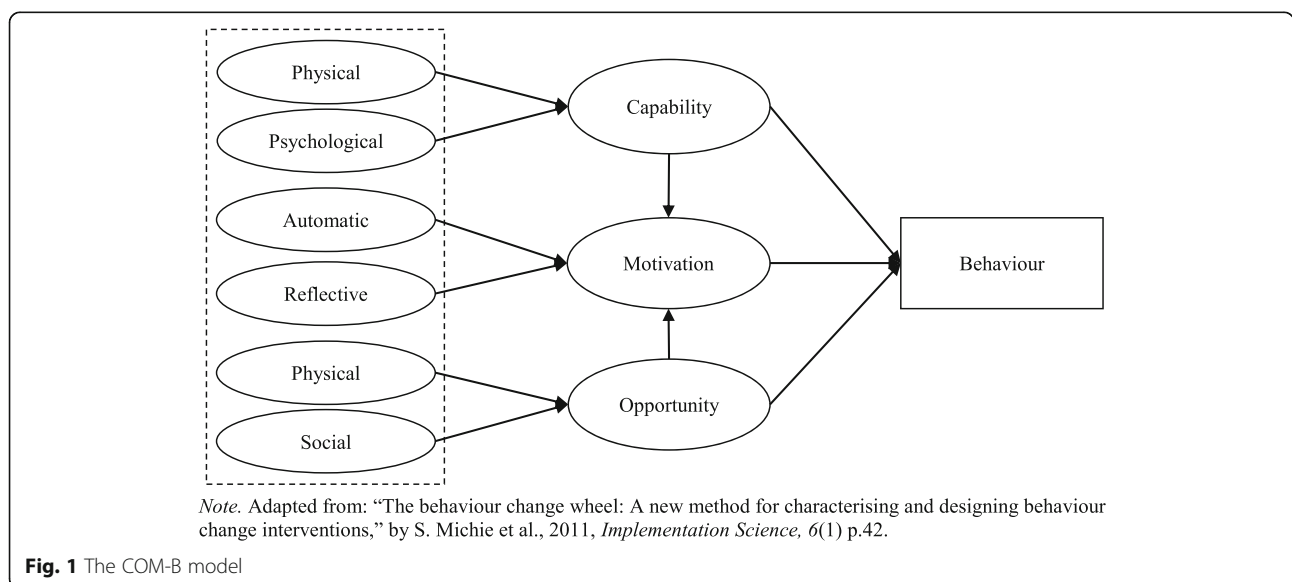 Physical
Psychological
Automatic
Reflective
Physical
Social
Capability
Motivation
Opportunity
Behaviour
Note. Adapted from: “The behaviour change wheel: A new method for characterising and designing behaviour
change interventions,” by S. Michie et al., 2011, Implementation Science, 6(1) p.42.
Fig. 1 The COM-B model